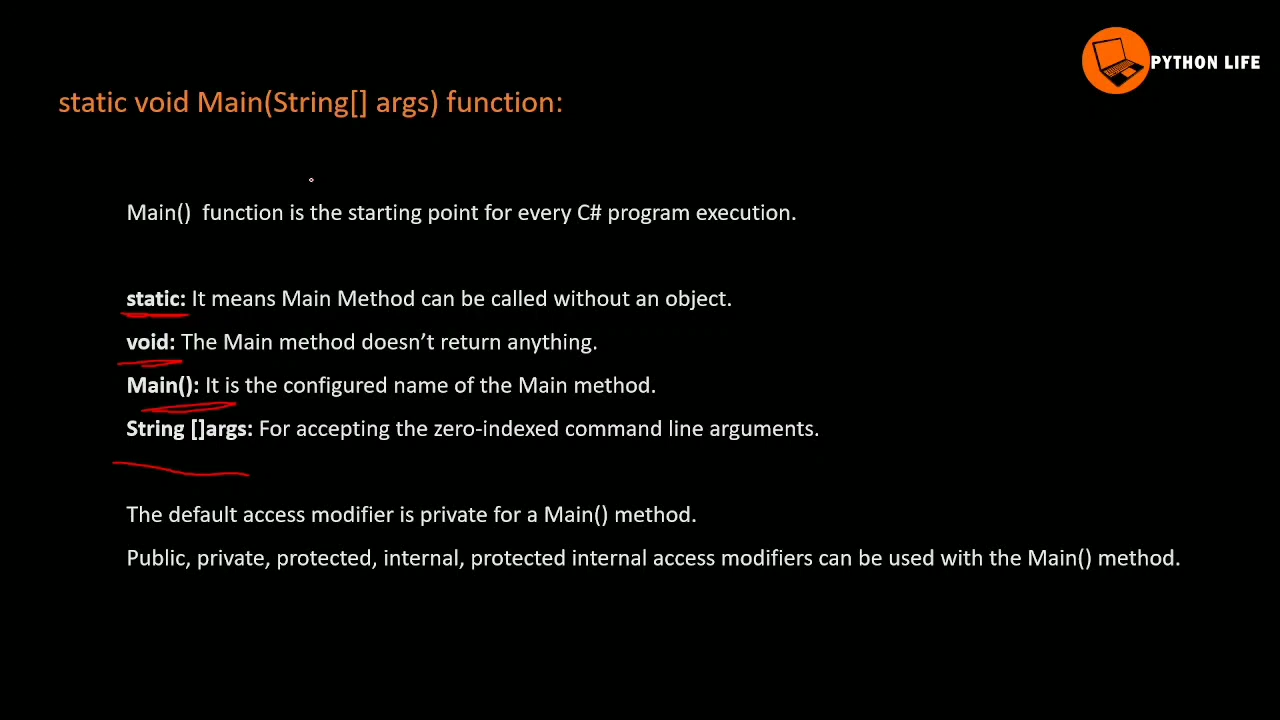 PYTHON LIFE
static void Main(String[] args) function:
Main()  function is the starting point for every C# program execution.
static: It means Main Method can be called without an object.
void: The Main method doesn’t return anything.
Main(): It is the configured name of the Main method.
String []args: For accepting the zero-indexed command line arguments.
The default access modifier is private for a Main() method.
Public, private, protected, internal, protected internal access modifiers can be used with the Main() method.